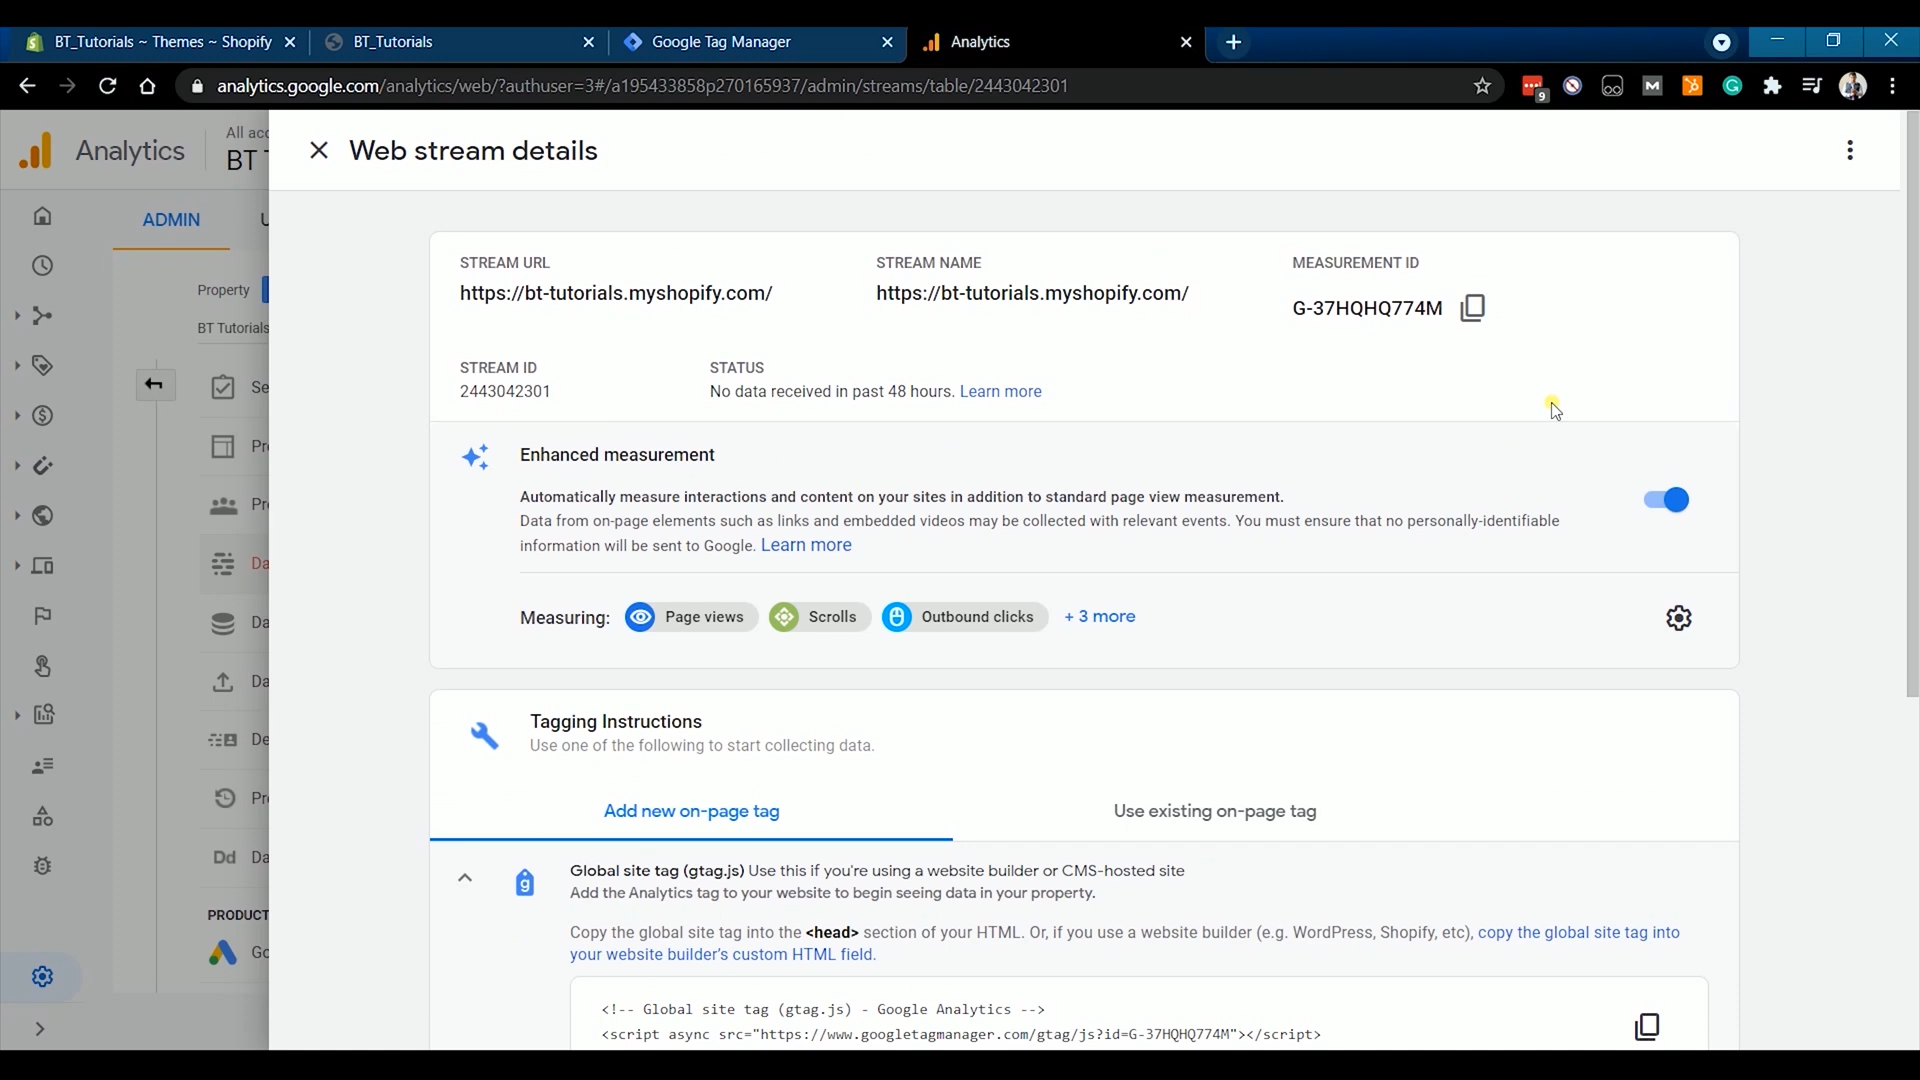 BT_Tutorials ~ Themes ~ Shopify
BT_Tutorials
Google Tag Manager
Analytics
analytics.google.com/analytics/web/?authuser=3#/a195433858p270165937/admin/streams/table/2443042301
9
Analytics
All acc
BT
Web stream details
ADMIN
U
Property
BT Tutorials
Se
Pr
Pr
Da
Da
Da
De
Pr
Dd Da
PRODUCT
Go
STREAM URL
https://bt-tutorials.myshopify.com/
STREAM NAME
https://bt-tutorials.myshopify.com/
MEASUREMENT ID
G-37HQHQ774M
STREAM ID
2443042301
STATUS
No data received in past 48 hours. Learn more
Enhanced measurement
Automatically measure interactions and content on your sites in addition to standard page view measurement.
Data from on-page elements such as links and embedded videos may be collected with relevant events. You must ensure that no personally-identifiable
information will be sent to Google. Learn more
Measuring: Page views Scrolls Outbound clicks + 3 more
Tagging Instructions
Use one of the following to start collecting data.
Add new on-page tag
Use existing on-page tag
Global site tag (gtag.js) Use this if you're using a website builder or CMS-hosted site
Add the Analytics tag to your website to begin seeing data in your property.
Copy the global site tag into the <head> section of your HTML. Or, if you use a website builder (e.g. WordPress, Shopify, etc), copy the global site tag into
your website builder's custom HTML field.
<!-- Global site tag (gtag.js) - Google Analytics -->
<script async src="https://www.googletagmanager.com/gtag/js?id=G-37HQHQ774M"></script>